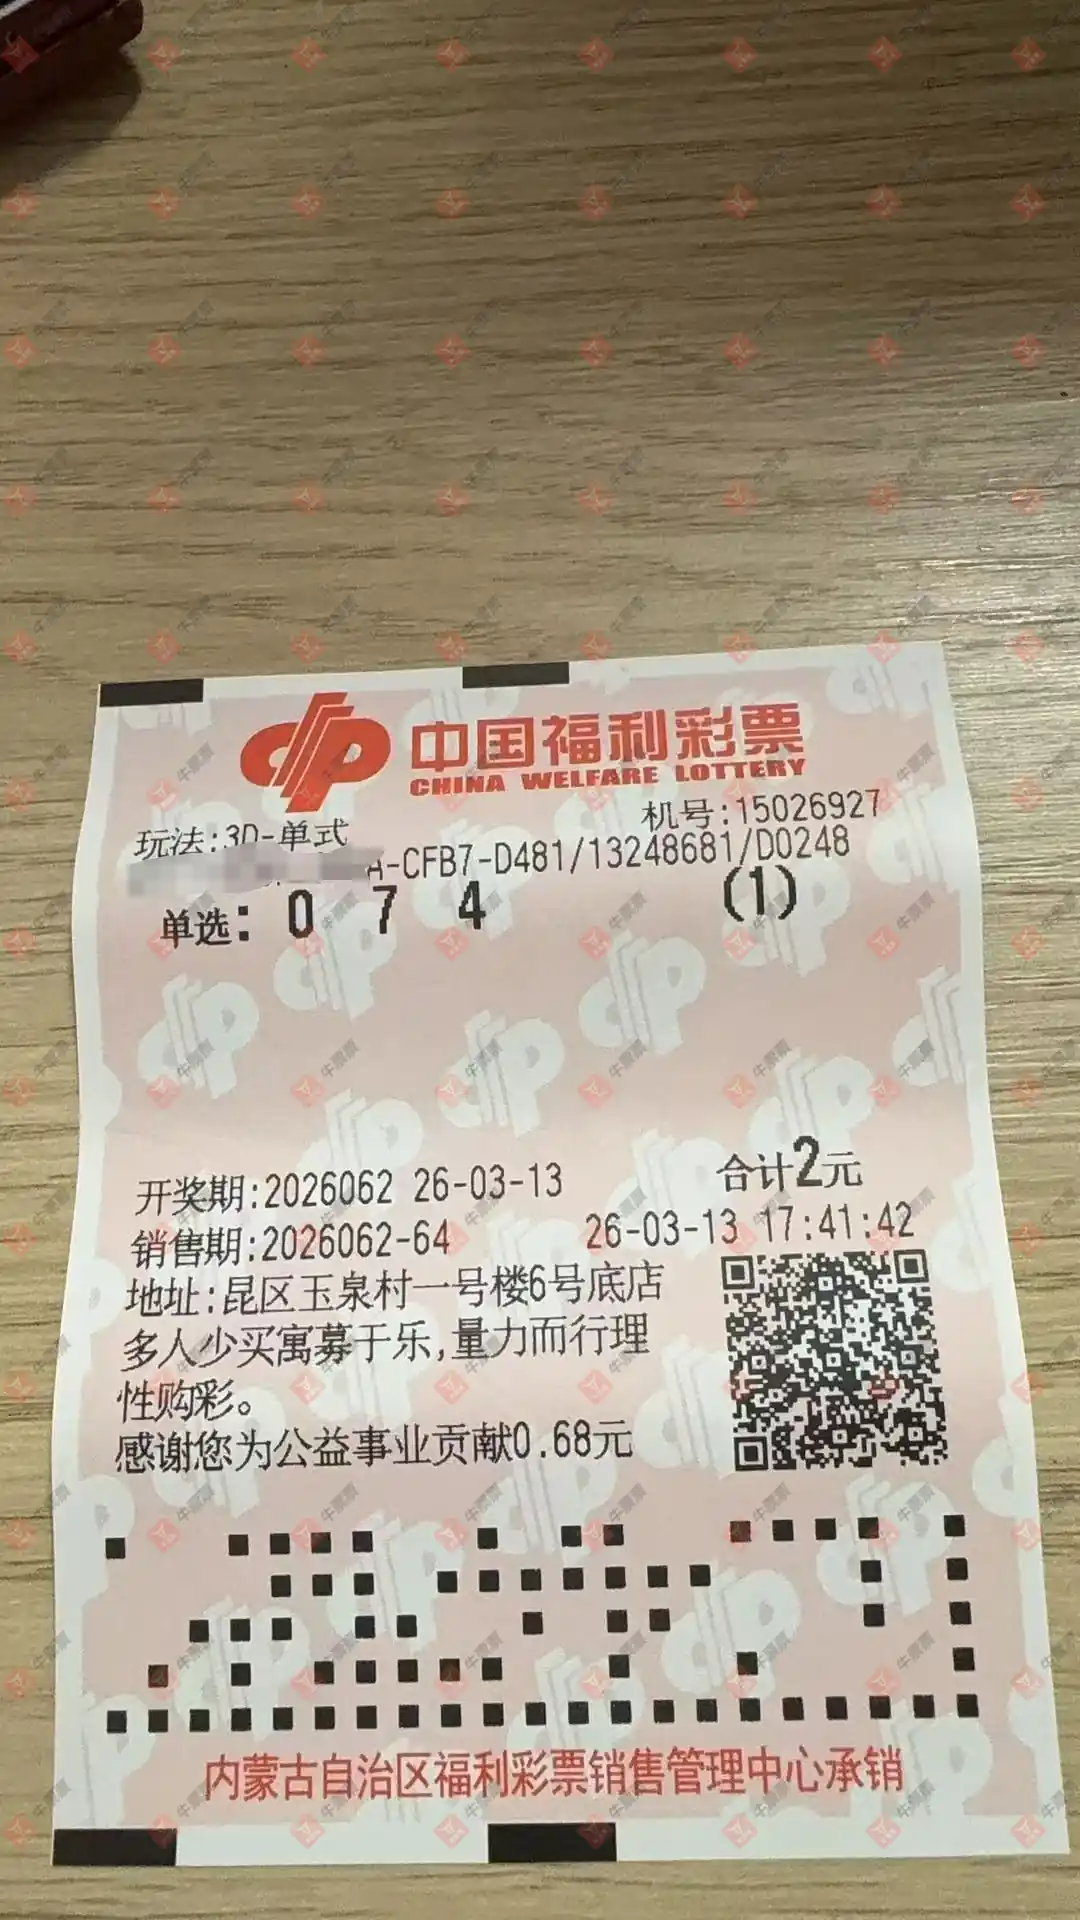 中国福利彩票
CHINA WELFARE LOTTERY
机号:15026927
玩法:3D-单式
A-CFB7-D481/13248681/D0248
单选: 0 7 4 (1)
开奖期:2026062 26-03-13 合计2元
销售期:2026062-64 26-03-13 17:41:42
地址:昆区玉泉村一号楼6号底店
多人少买寓募于乐,量力而行理
性购彩。
感谢您为公益事业贡献0.68元
内蒙古自治区福利彩票销售管理中心承销